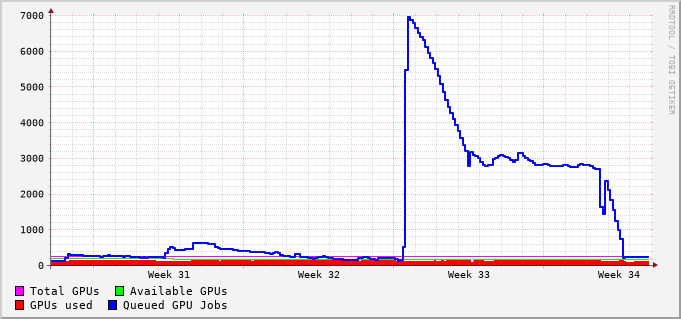 7000
6000
5000
4000
3000
2000
1000
0
Week 31 Week 32 Week 33 Week 34
Total GPUs Available GPUs
GPUs used Queued GPU Jobs
RRDTOOL / TOBI OETIKER